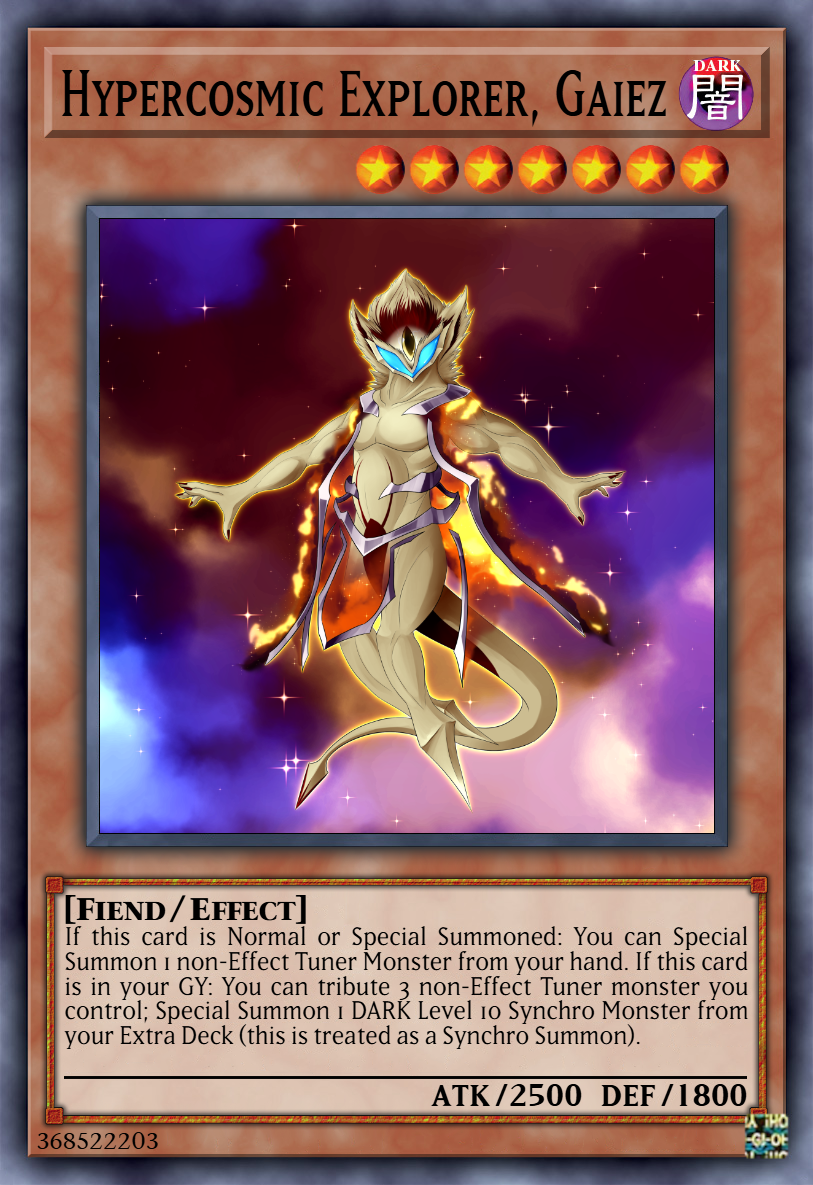 Hypercosmic Explorer, Gaiez
DARK
闇
[Fiend/Effect]
If this card is Normal or Special Summoned: You can Special
Summon 1 non-Effect Tuner Monster from your hand. If this card
is in your GY: You can tribute 3 non-Effect Tuner monster you
control; Special Summon 1 DARK Level 10 Synchro Monster from
your Extra Deck (this is treated as a Synchro Summon).
ATK/2500 DEF/1800
368522203